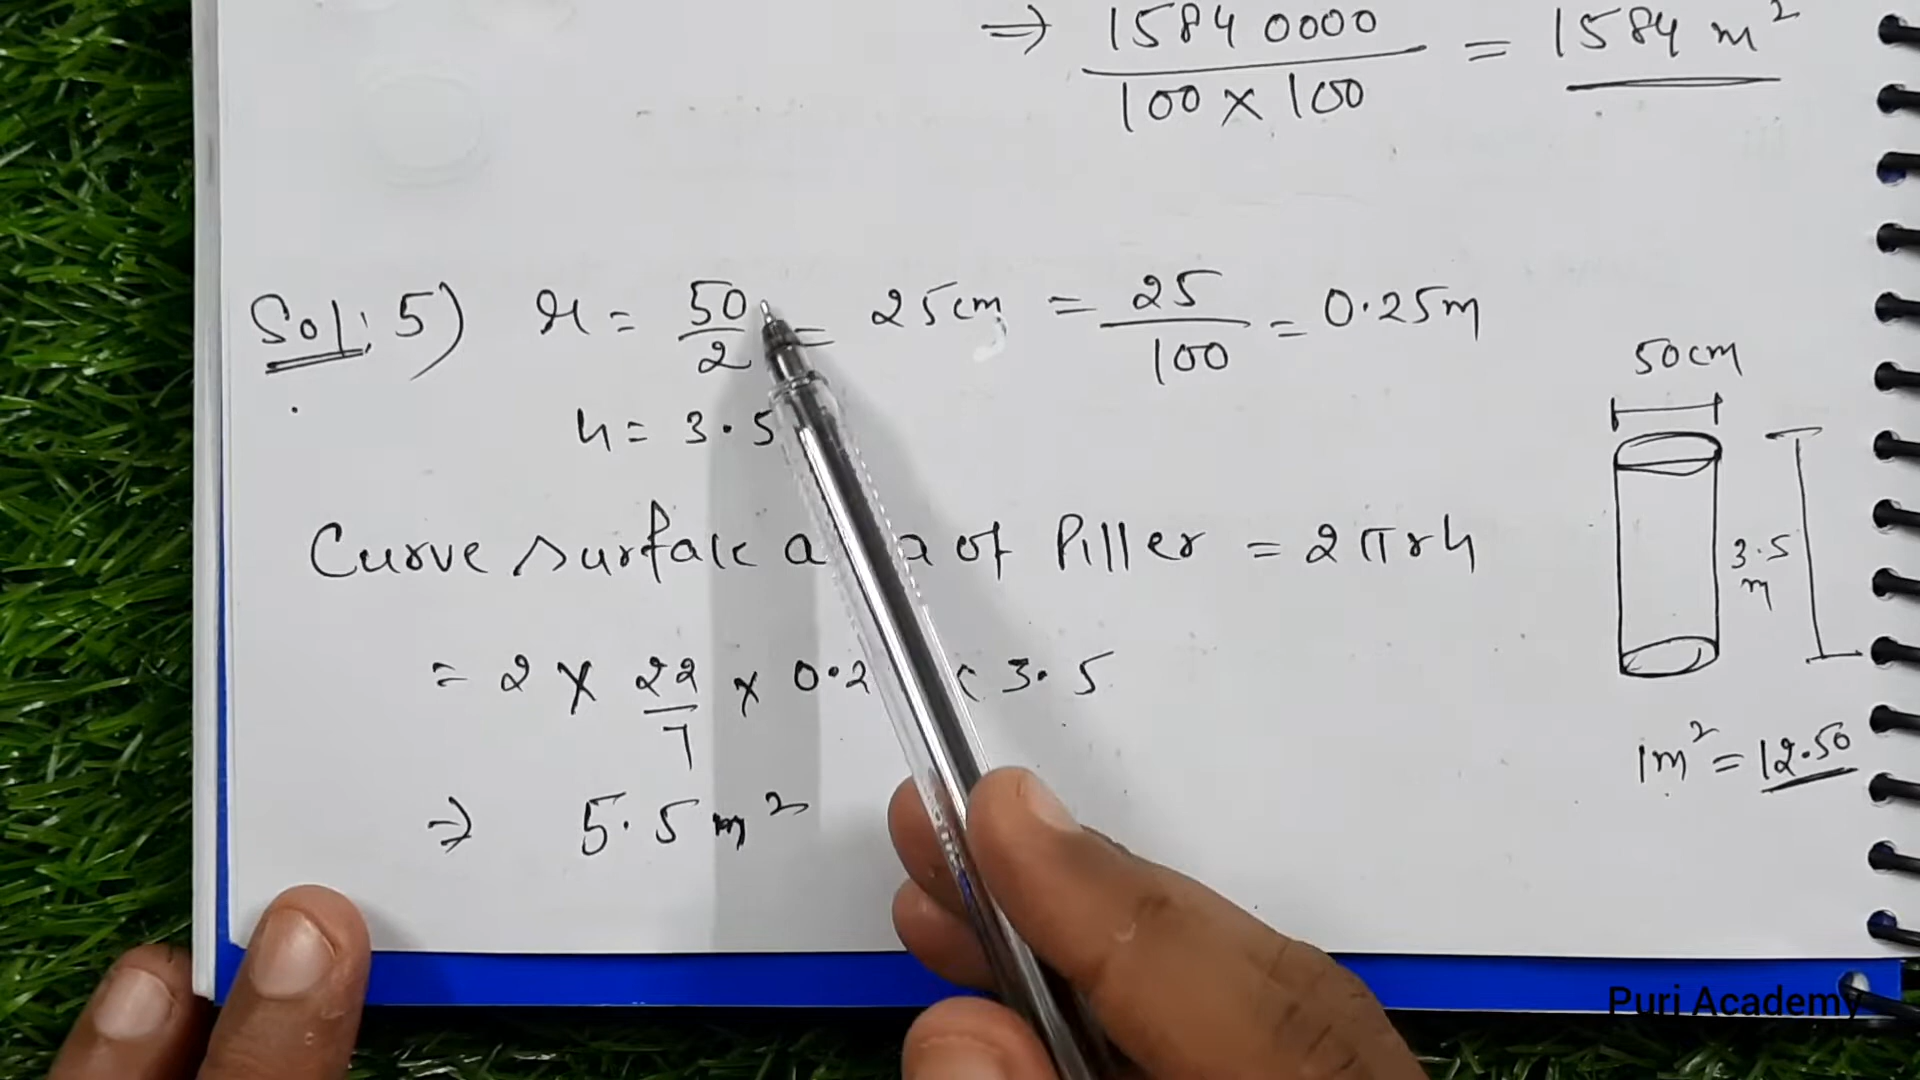 ⇒ 15840000 / 100 × 100 = 1584 m²
Sol: 5) r = 50/2 = 25cm = 25/100 = 0.25m
h = 3.5
50cm
Curve surface of Piller = 2πrh
3.5 m
= 2 × 22/7 × 0.2 3.5
1m² = 12.50
⇒ 5.5 m²
Puri Academy